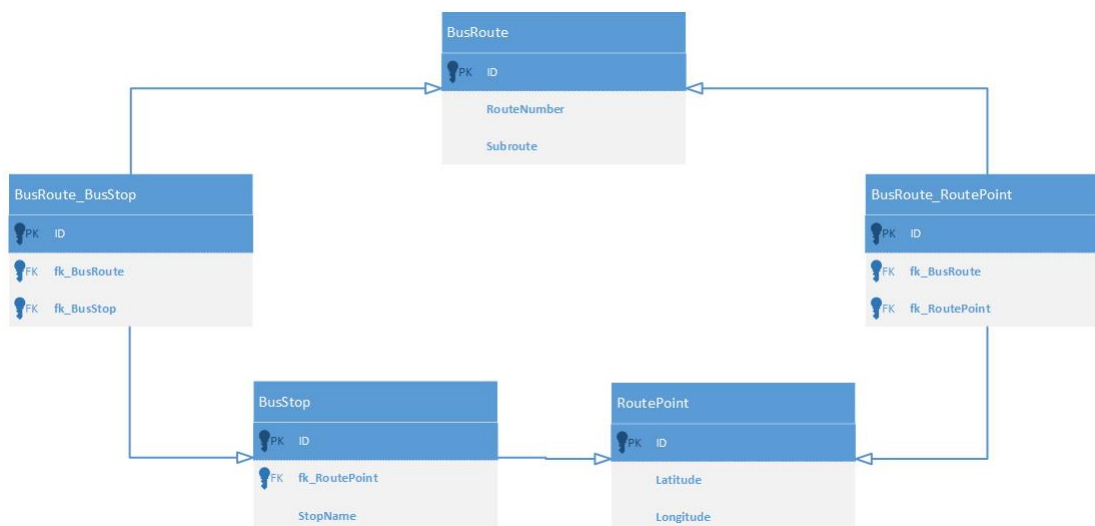 BusRoute
PK ID
RouteNumber
Subroute
BusRoute_BusStop
PK ID
FK fk_BusRoute
FK fk_BusStop
BusRoute_RoutePoint
PK ID
FK fk_BusRoute
FK fk_RoutePoint
BusStop
PK ID
FK fk_RoutePoint
StopName
RoutePoint
PK ID
Latitude
Longitude